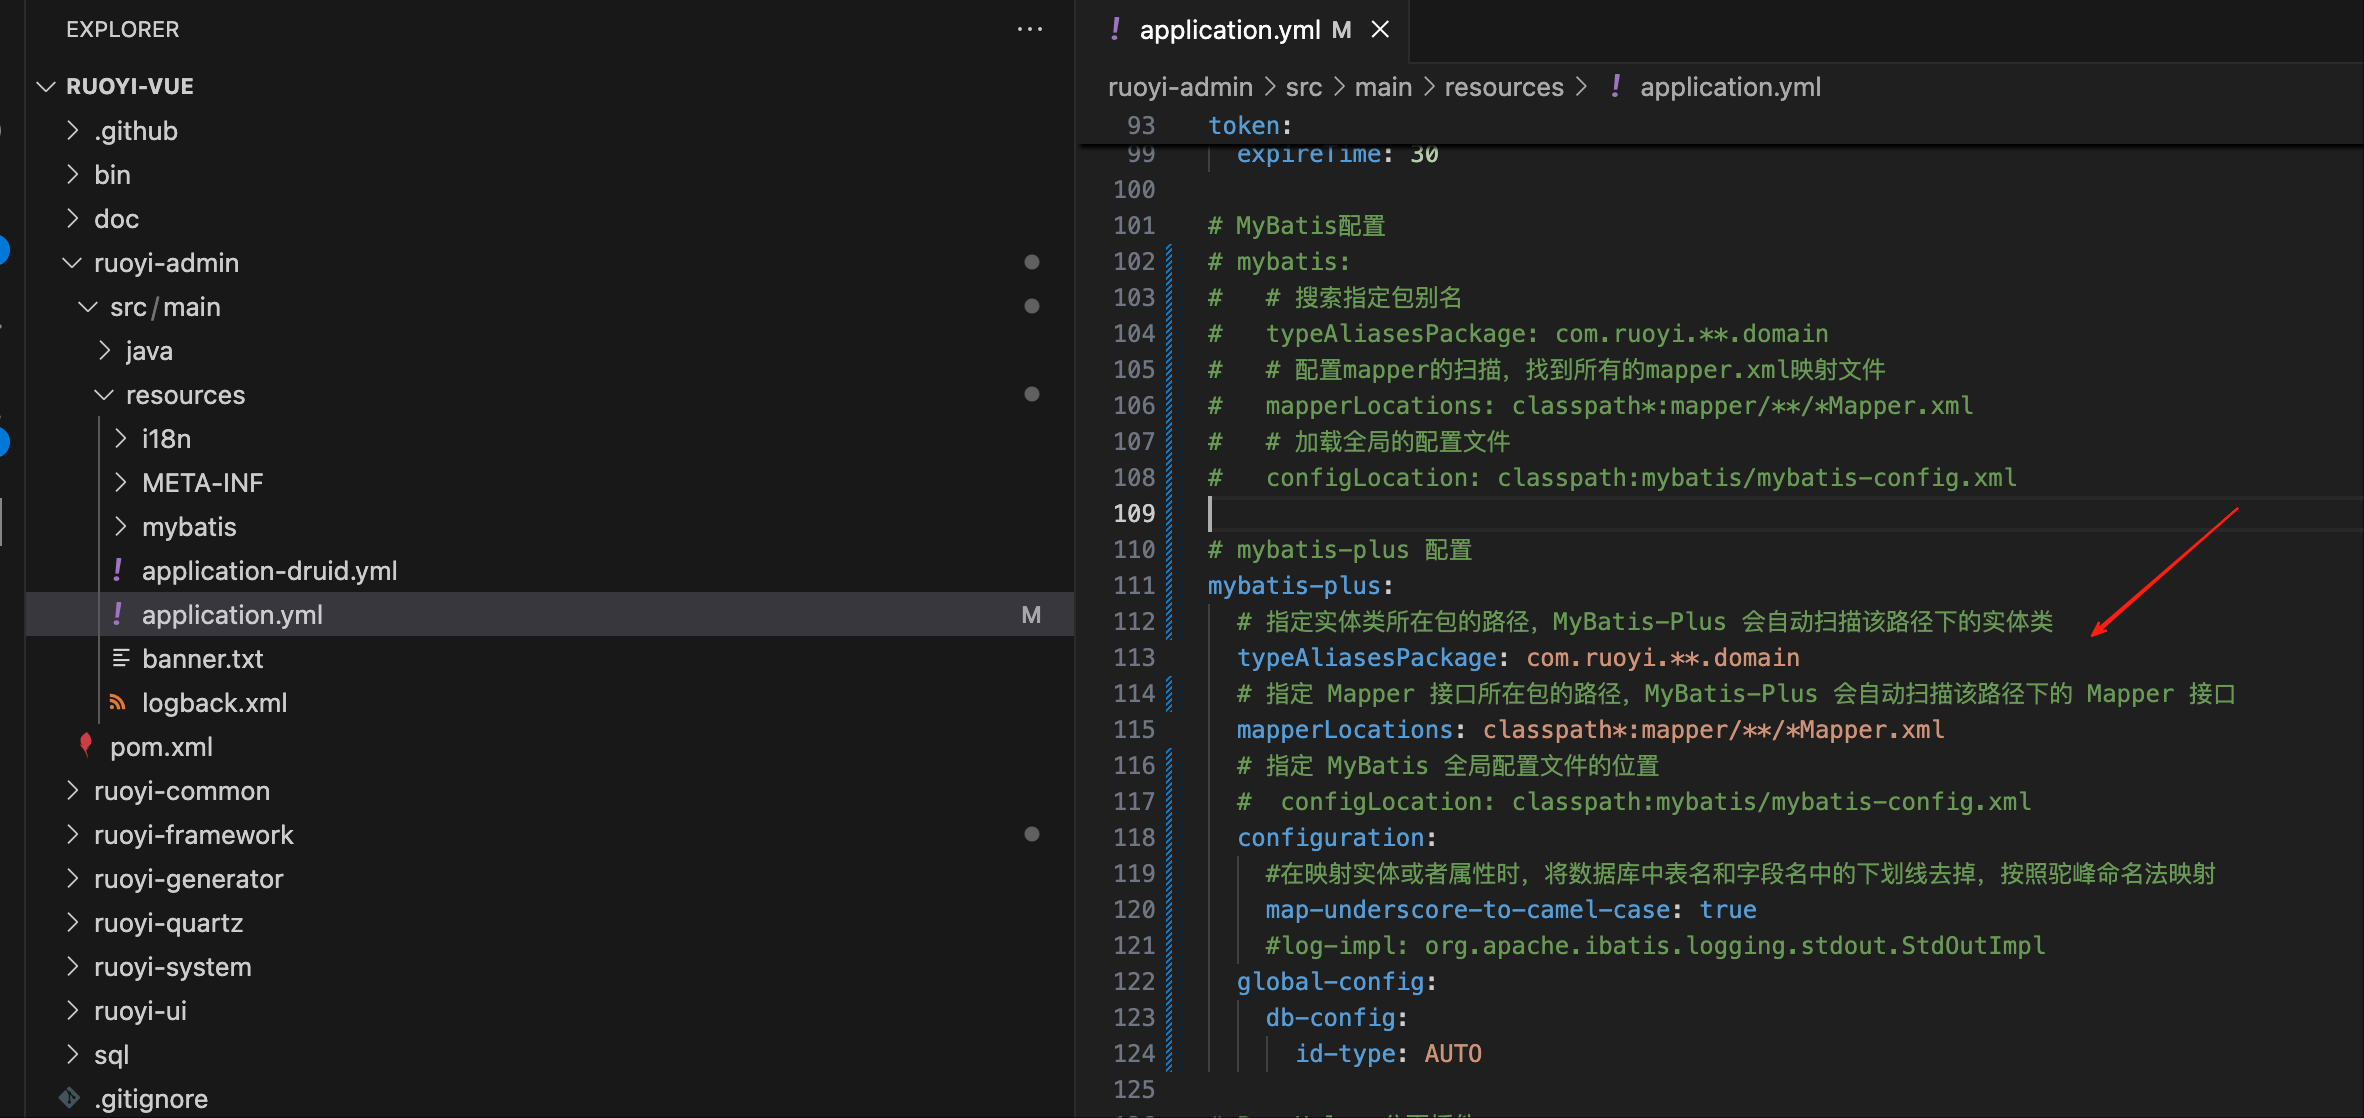 EXPLORER
RUOYI-VUE
.github
bin
doc
ruoyi-admin
src/main
java
resources
i18n
META-INF
mybatis
application-druid.yml
application.yml M
banner.txt
logback.xml
pom.xml
ruoyi-common
ruoyi-framework
ruoyi-generator
ruoyi-quartz
ruoyi-system
ruoyi-ui
sql
.gitignore
application.yml M
ruoyi-admin > src > main > resources > ! application.yml
93 token:
99 expireTime: 30
100
101 # MyBatis配置
102 # mybatis:
103 #   # 搜索指定包别名
104 #   typeAliasesPackage: com.ruoyi.**.domain
105 #   # 配置mapper的扫描，找到所有的mapper.xml映射文件
106 #   mapperLocations: classpath*:mapper/**/*Mapper.xml
107 #   # 加载全局的配置文件
108 #   configLocation: classpath:mybatis/mybatis-config.xml
109
110 # mybatis-plus 配置
111 mybatis-plus:
112   # 指定实体类所在包的路径，MyBatis-Plus 会自动扫描该路径下的实体类
113   typeAliasesPackage: com.ruoyi.**.domain
114   # 指定 Mapper 接口所在包的路径，MyBatis-Plus 会自动扫描该路径下的 Mapper 接口
115   mapperLocations: classpath*:mapper/**/*Mapper.xml
116   # 指定 MyBatis 全局配置文件的位置
117   #  configLocation: classpath:mybatis/mybatis-config.xml
118   configuration:
119     #在映射实体或者属性时，将数据库中表名和字段名中的下划线去掉，按照驼峰命名法映射
120     map-underscore-to-camel-case: true
121     #log-impl: org.apache.ibatis.logging.stdout.StdOutImpl
122   global-config:
123     db-config:
124       id-type: AUTO
125